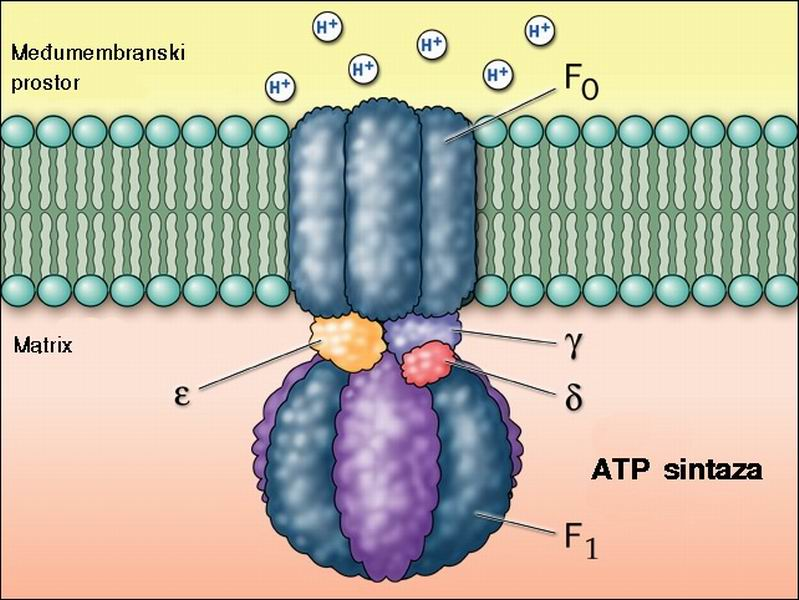 Međumembranski
prostor
H⁺
H⁺
H⁺
H⁺
H⁺
H⁺
F₀
Matrix
γ
ε
δ
ATP sintaza
F₁